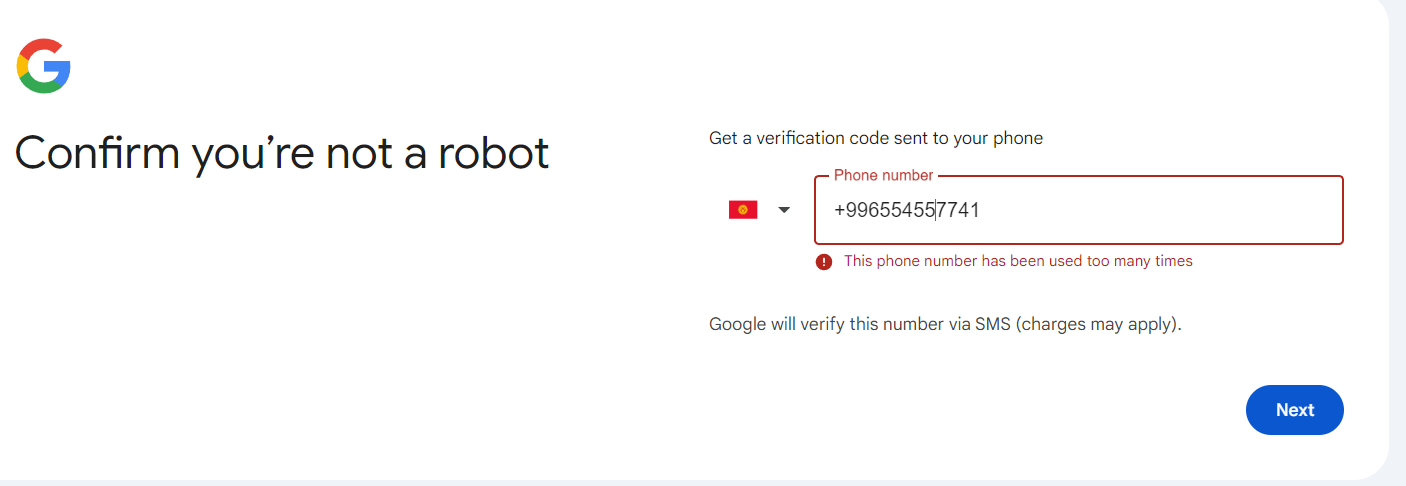 Confirm you're not a robot
Get a verification code sent to your phone
Phone number
+996554557741
This phone number has been used too many times
Google will verify this number via SMS (charges may apply).
Next